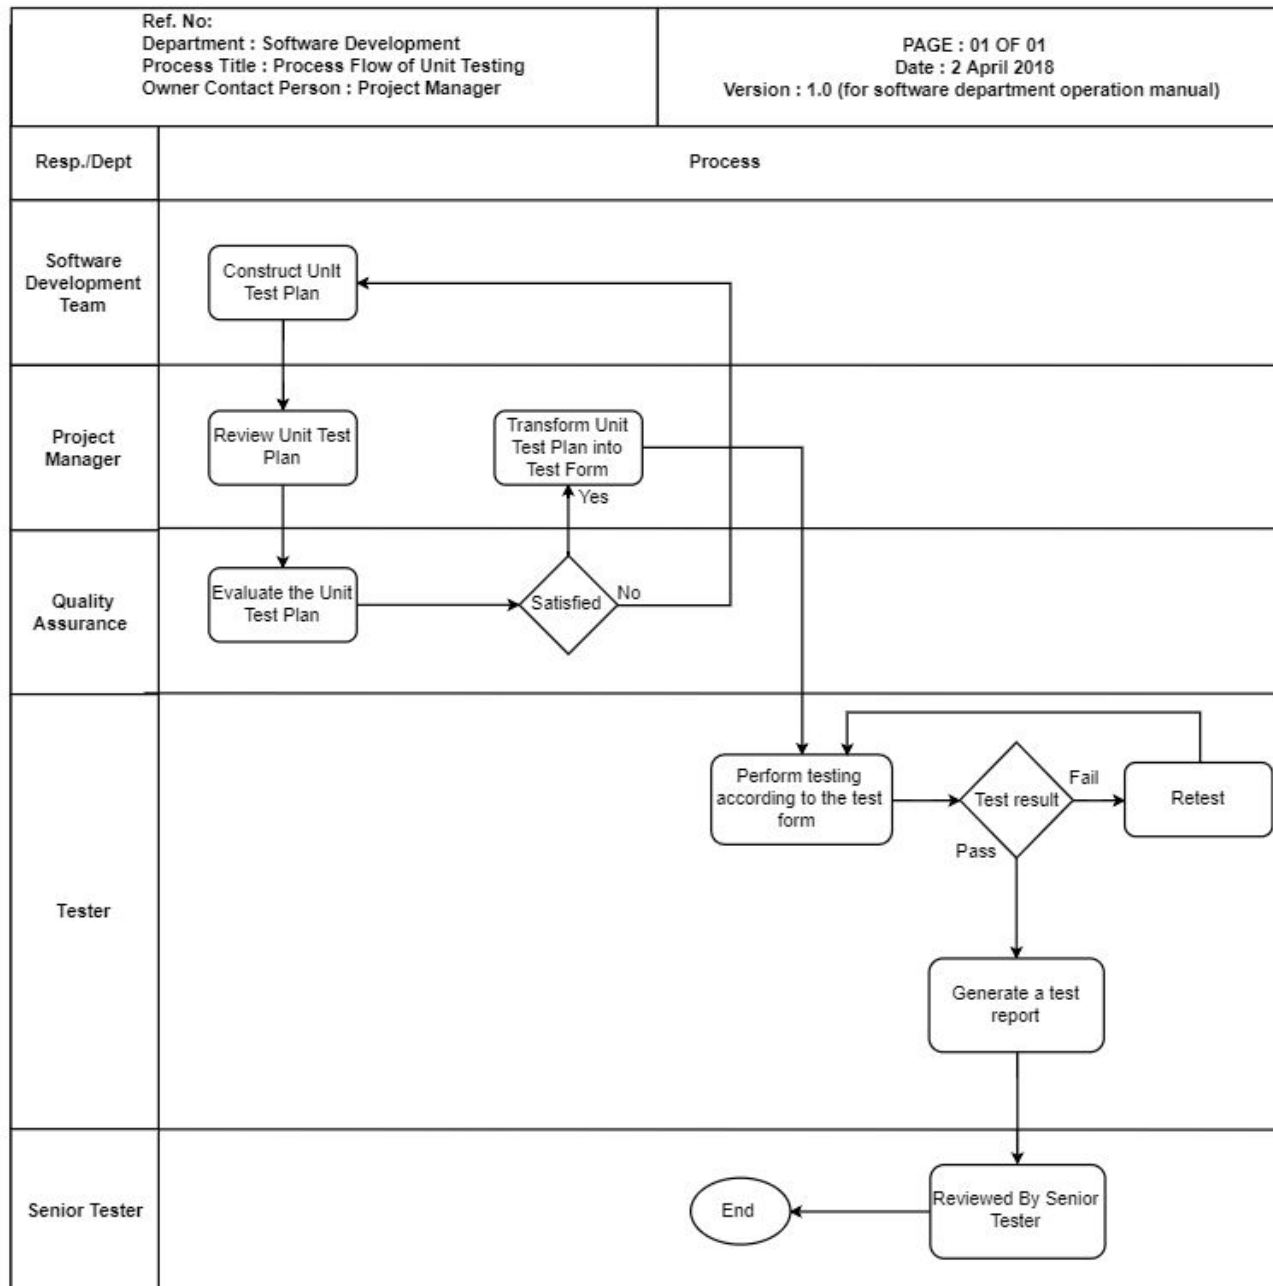 Ref. No:
Department : Software Development
Process Title : Process Flow of Unit Testing
Owner Contact Person : Project Manager
PAGE : 01 OF 01
Date : 2 April 2018
Version : 1.0 (for software department operation manual)
Resp./Dept
Process
Software
Development
Team
Construct UnIt
Test Plan
Project
Manager
Review Unit Test
Plan
Transform Unit
Test Plan into
Test Form
Yes
Quality
Assurance
Evaluate the Unit
Test Plan
Satisfied
No
Tester
Perform testing
according to the test
form
Test result
Fail
Retest
Pass
Generate a test
report
Senior Tester
End
Reviewed By Senior
Tester